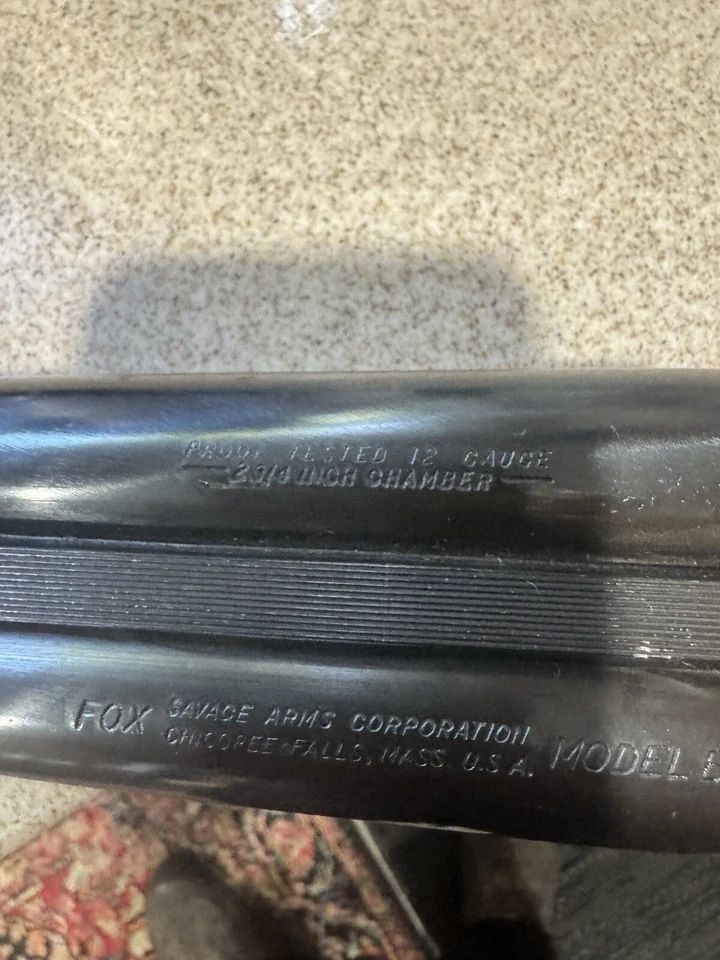 PROOF TESTED 12 GAUGE
2 3/4 INCH CHAMBER
FOX SAVAGE ARMS CORPORATION
CHICOPEE FALLS, MASS. U.S.A. MODEL B